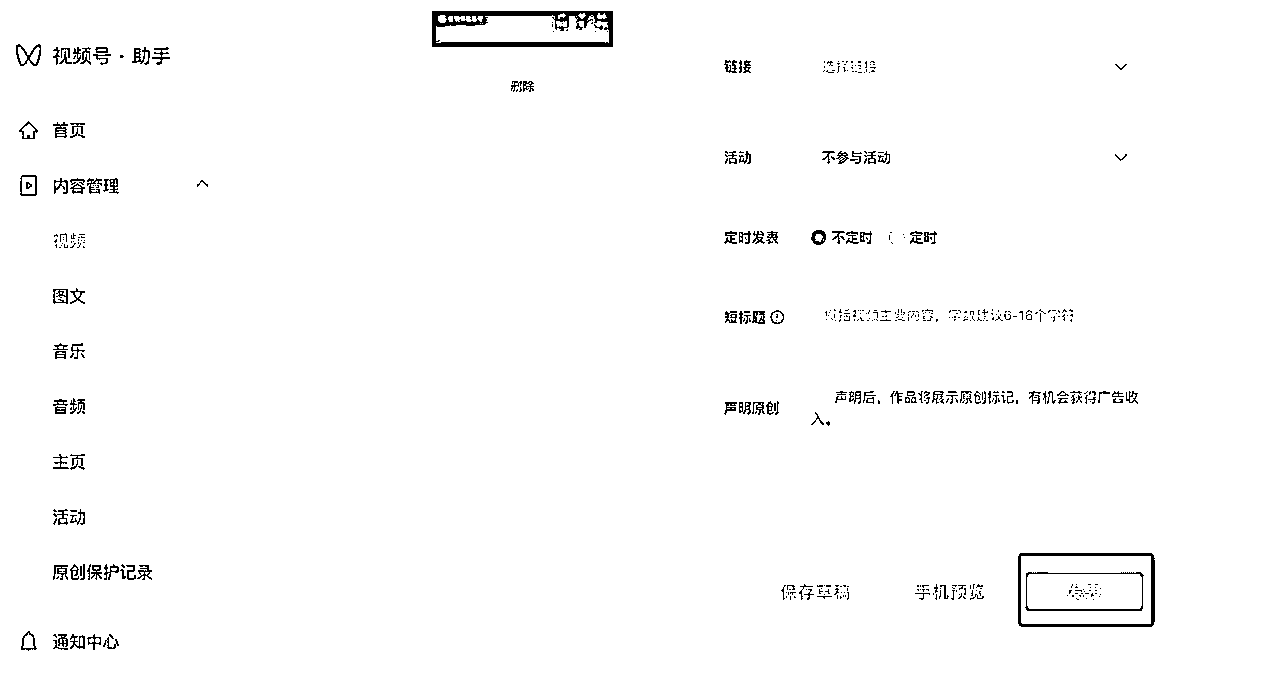 视频号·助手
首页
内容管理
视频
图文
音乐
音频
主页
活动
原创保护记录
通知中心
删除
链接 选择链接
活动 不参与活动
定时发表 不定时 定时
短标题 概括视频主要内容，字数建议6-16个字符
声明原创 声明后，作品将展示原创标记，有机会获得广告收
入。
保存草稿 手机预览 发表